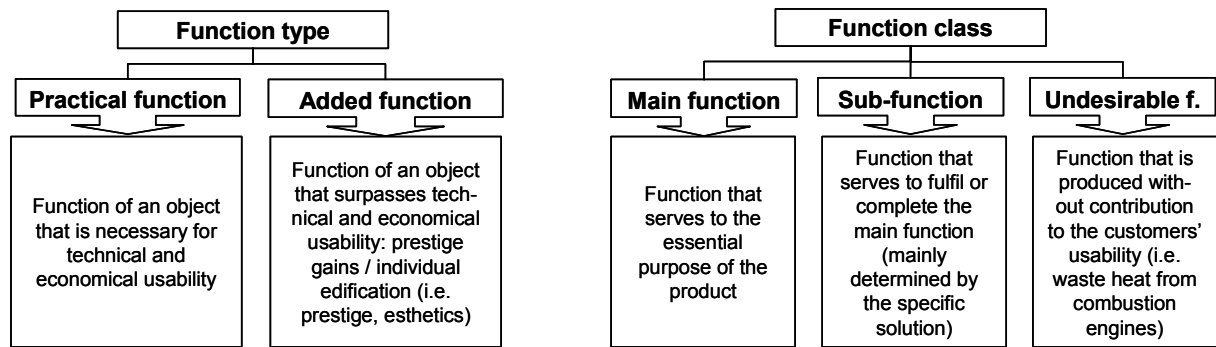 Function type
Practical function
Added function
Function of an object
that is necessary for
technical and
economical usability
Function of an object
that surpasses tech-
nical and economical
usability: prestige
gains / individual
edification (i.e.
prestige, esthetics)
Function class
Main function
Sub-function
Undesirable f.
Function that
serves to the
essential
purpose of the
product
Function that
serves to fulfil or
complete the
main function
(mainly
determined by
the specific
solution)
Function that is
produced with-
out contribution
to the customers’
usability (i.e.
waste heat from
combustion
engines)